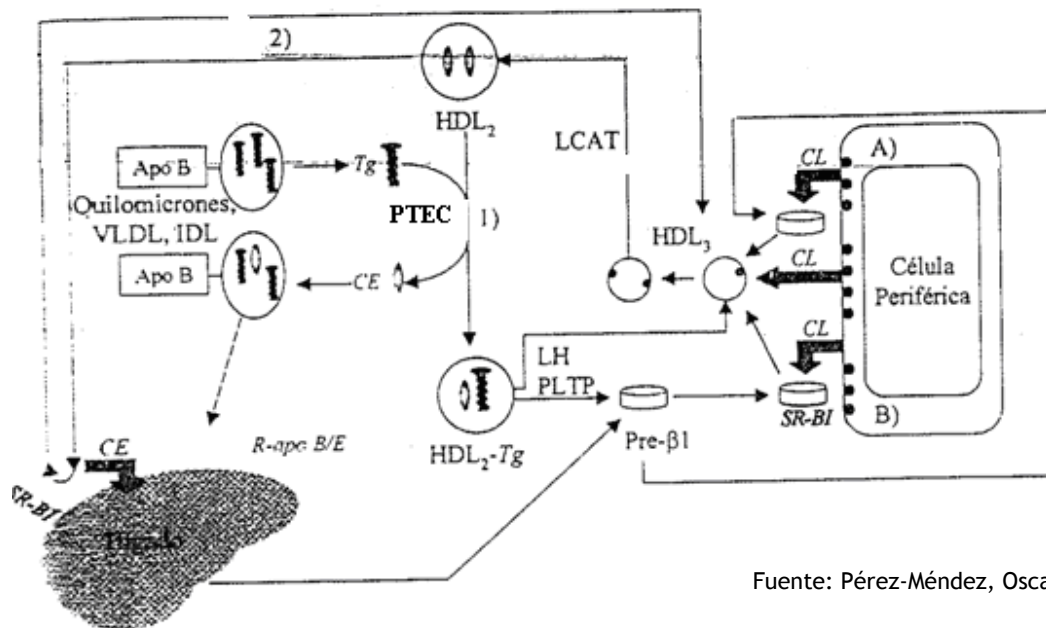 2)
HDL2
LCAT
Apo B
Tg
Quilomicrones,
VLDL, IDL
PTEC
1)
Apo B
CE
HDL3
CL
A)
CL
Célula
Periférica
CL
LH
PLTP
SR-BI
B)
HDL2-Tg
Pre-β1
R-apo B/E
CE
SR-BI
Hígado
Fuente: Pérez-Méndez, Osca